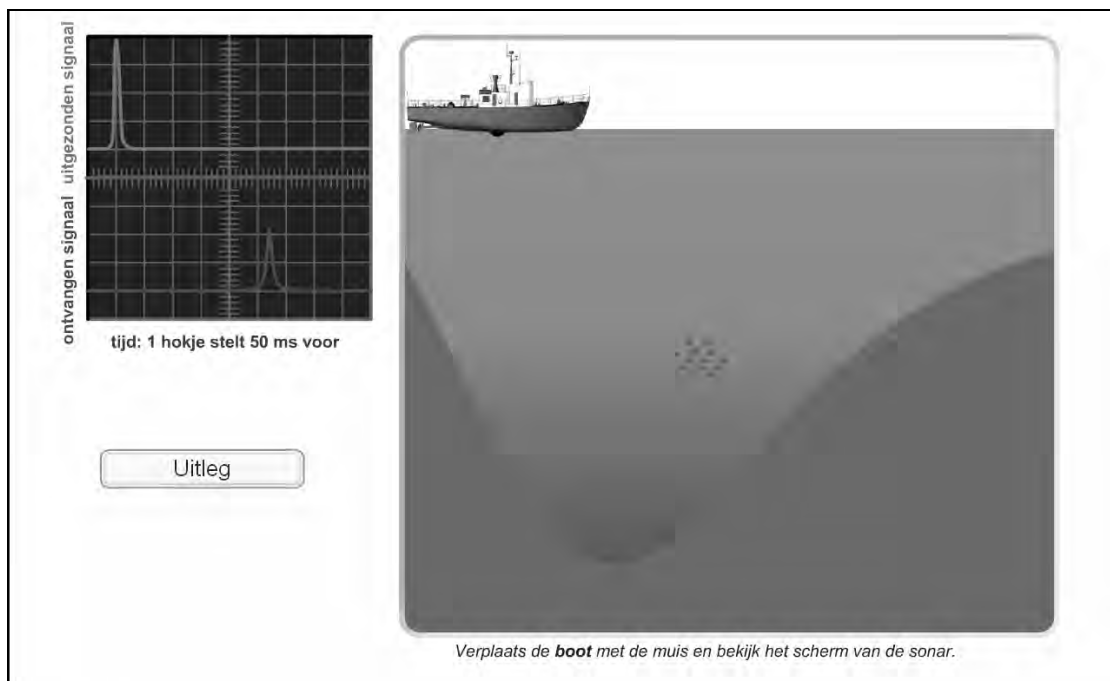 uitgezonden signaal
ontvangen signaal
tijd: 1 hokje stelt 50 ms voor
Uitleg
Verplaats de boot met de muis en bekijk het scherm van de sonar.